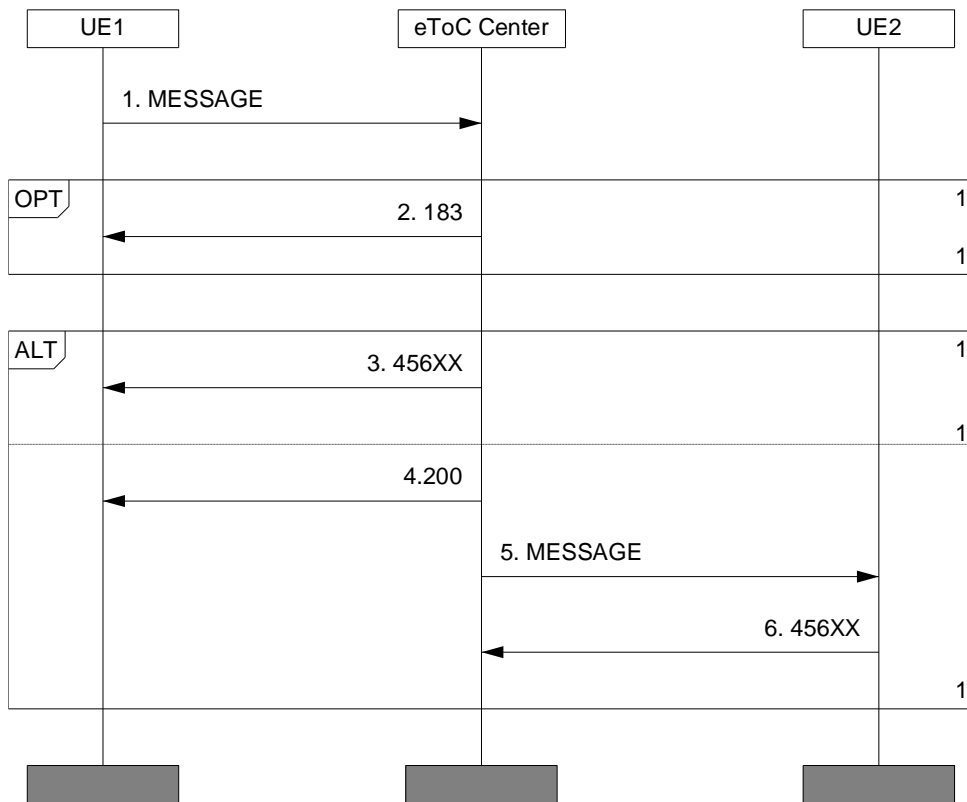 UE1
eToC Center
UE2
1. MESSAGE
OPT
1
2. 183
1
ALT
1
3. 456XX
1
4.200
5. MESSAGE
6. 456XX
1